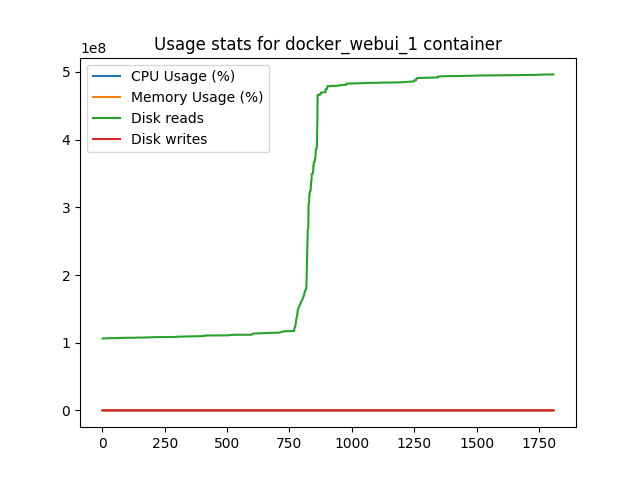 Usage stats for docker_webui_1 container
1e8
CPU Usage (%)
Memory Usage (%)
Disk reads
Disk writes
5
4
3
2
1
0
0 250 500 750 1000 1250 1500 1750